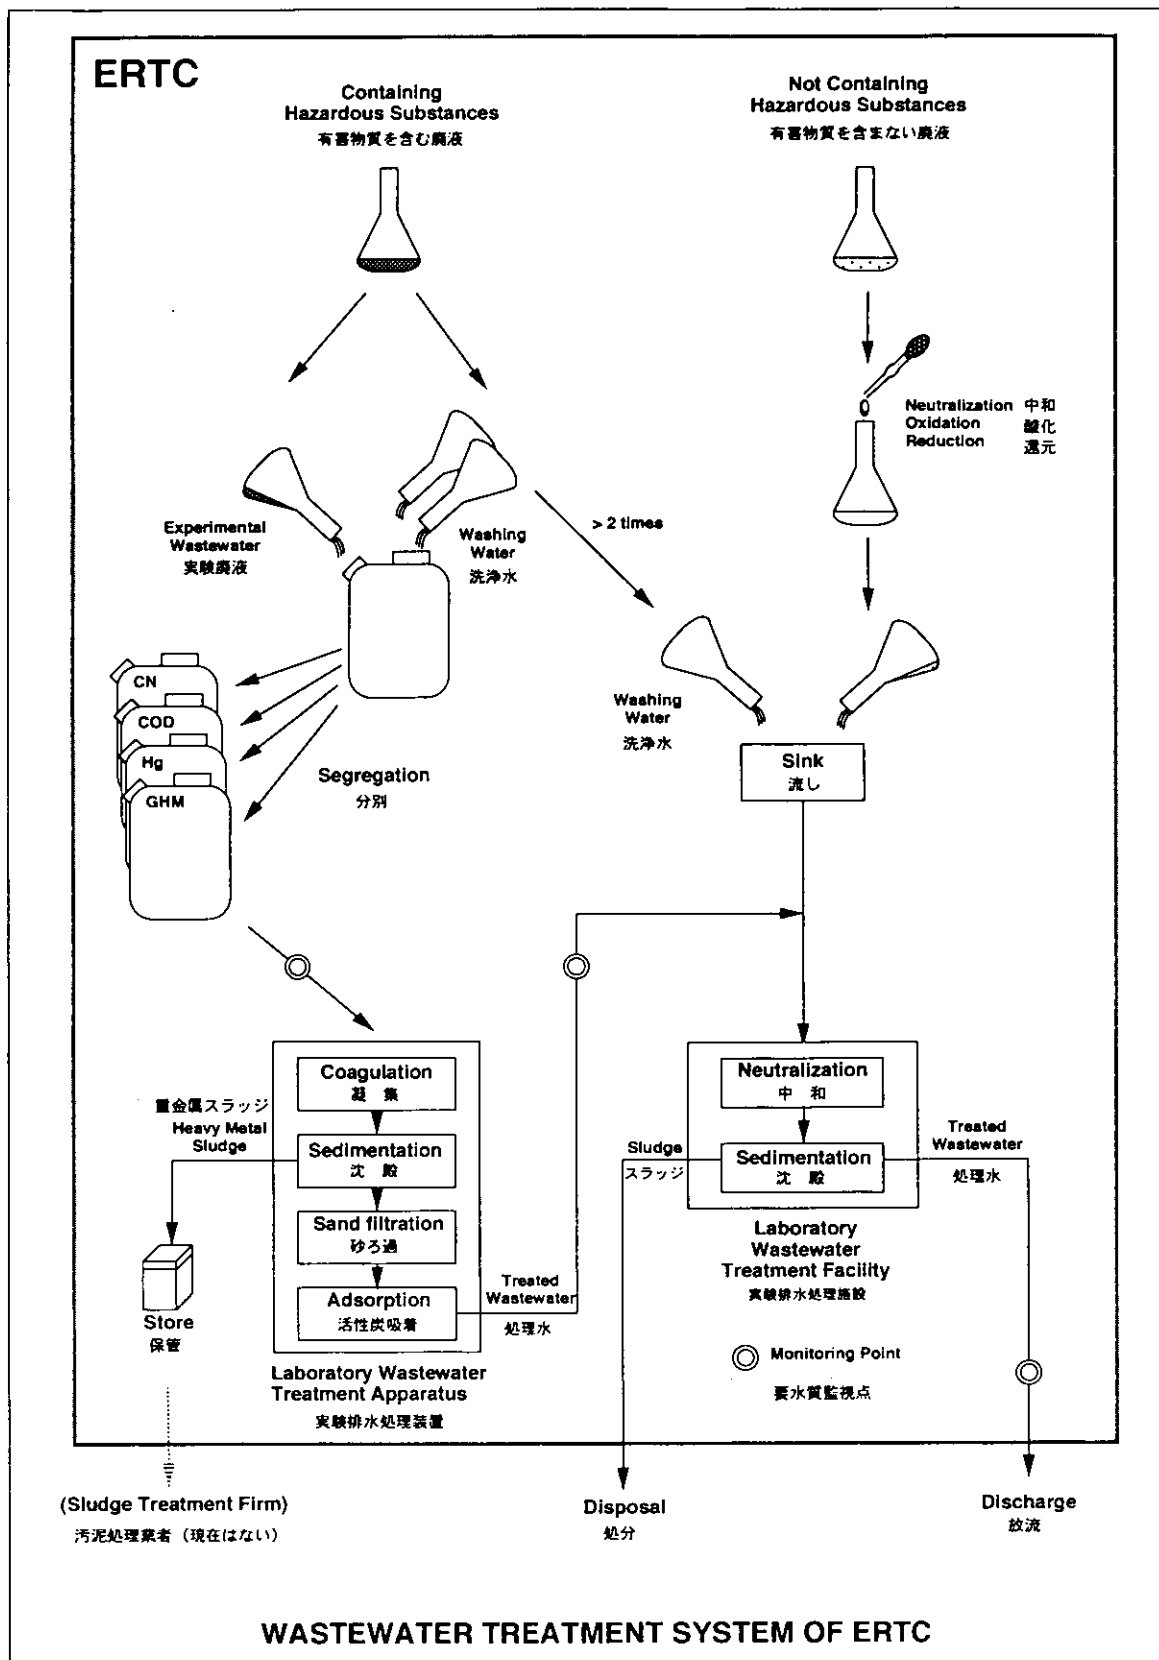 ERTC
Containing
Hazardous Substances
有害物質を含む廃液
Not Containing
Hazardous Substances
有害物質を含まない廃液
Neutralization 中和
Oxidation 酸化
Reduction 還元
Experimental
Wastewater
実験廃液
Washing
Water
洗浄水
> 2 times
CN
COD
Hg
GHM
Segregation
分別
Washing
Water
洗浄水
Sink
流し
Coagulation
凝集
Sedimentation
沈殿
Sand filtration
砂ろ過
Adsorption
活性炭吸着
重金属スラッジ
Heavy Metal
Sludge
Store
保管
Treated
Wastewater
処理水
Laboratory Wastewater
Treatment Apparatus
実験排水処理装置
Neutralization
中和
Sedimentation
沈殿
Sludge
スラッジ
Treated
Wastewater
処理水
Laboratory
Wastewater
Treatment Facility
実験排水処理施設
Monitoring Point
要水質監視点
(Sludge Treatment Firm)
汚泥処理業者（現在はない）
Disposal
処分
Discharge
放流
WASTEWATER TREATMENT SYSTEM OF ERTC